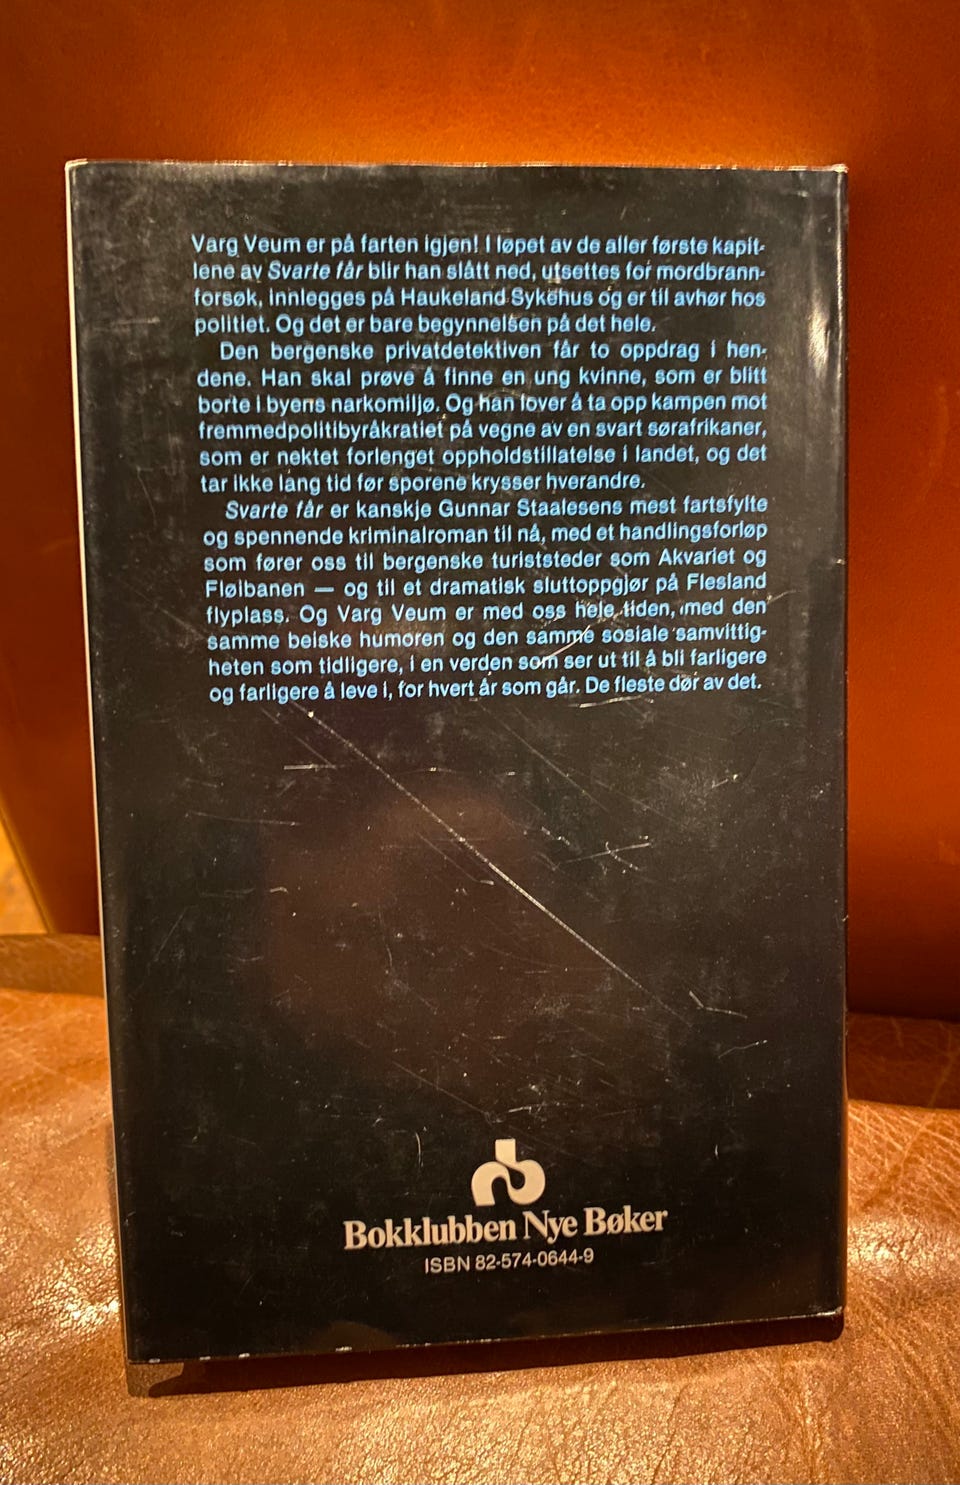 Varg Veum er på farten igjen! I løpet av de aller første kapit-
lene av Svarte får blir han slått ned, utsettes for mordbrann-
forsøk, innlegges på Haukeland Sykehus og er til avhør hos
politiet. Og det er bare begynnelsen på det hele.
Den bergenske privatdetektiven får to oppdrag i hen-
dene. Han skal prøve å finne en ung kvinne, som er blitt
borte i byens narkomiljø. Og han lover å ta opp kampen mot
fremmedpolitibyråkratiet på vegne av en svart sørafrikaner,
som er nektet forlenget oppholdstillatelse i landet, og det
tar ikke lang tid før sporene krysser hverandre.
Svarte får er kanskje Gunnar Staalesens mest fartsfylte
og spennende kriminalroman til nå, med et handlingsforløp
som fører oss til bergenske turiststeder som Akvariet og
Fløibanen — og til et dramatisk sluttoppgjør på Flesland
flyplass. Og Varg Veum er med oss hele tiden, med den
samme beiske humoren og den samme sosiale samvittig-
heten som tidligere, i en verden som ser ut til å bli farligere
og farligere å leve i, for hvert år som går. De fleste dør av det.
Bokklubben Nye Bøker
ISBN 82-574-0644-9